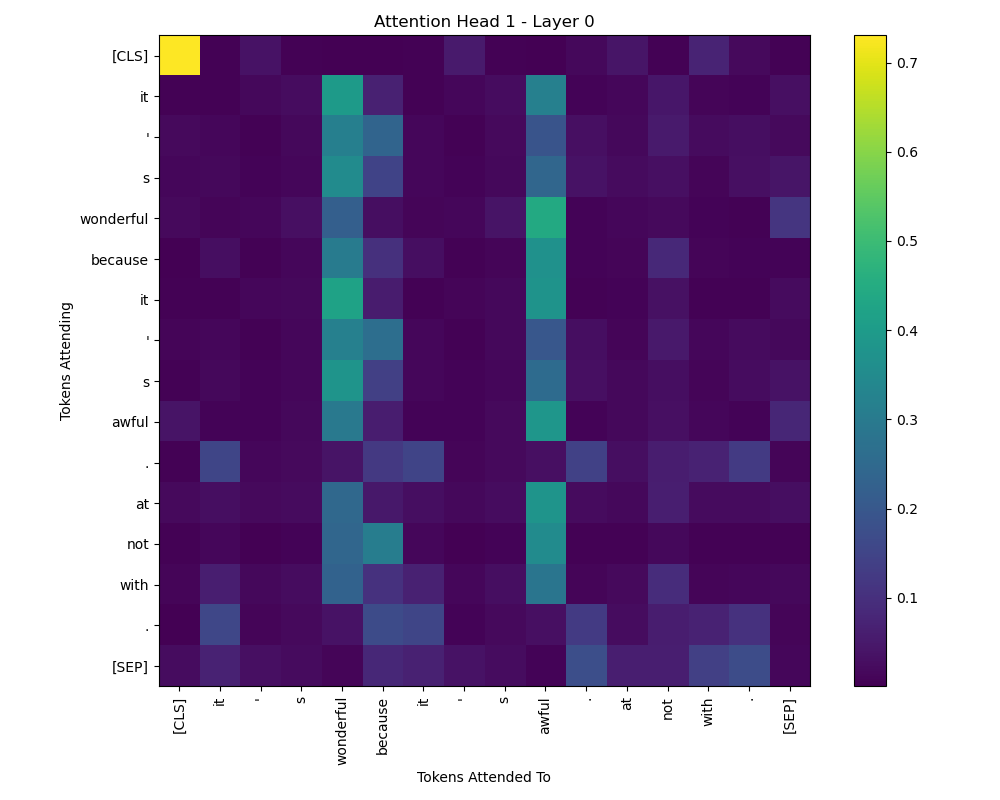 Attention Head 1 - Layer 0
[CLS]
it
'
s
wonderful
because
it
'
s
awful
.
at
not
with
.
[SEP]
Tokens Attending
[CLS]
it
'
s
wonderful
because
it
'
s
awful
.
at
not
with
.
[SEP]
Tokens Attended To
0.7
0.6
0.5
0.4
0.3
0.2
0.1